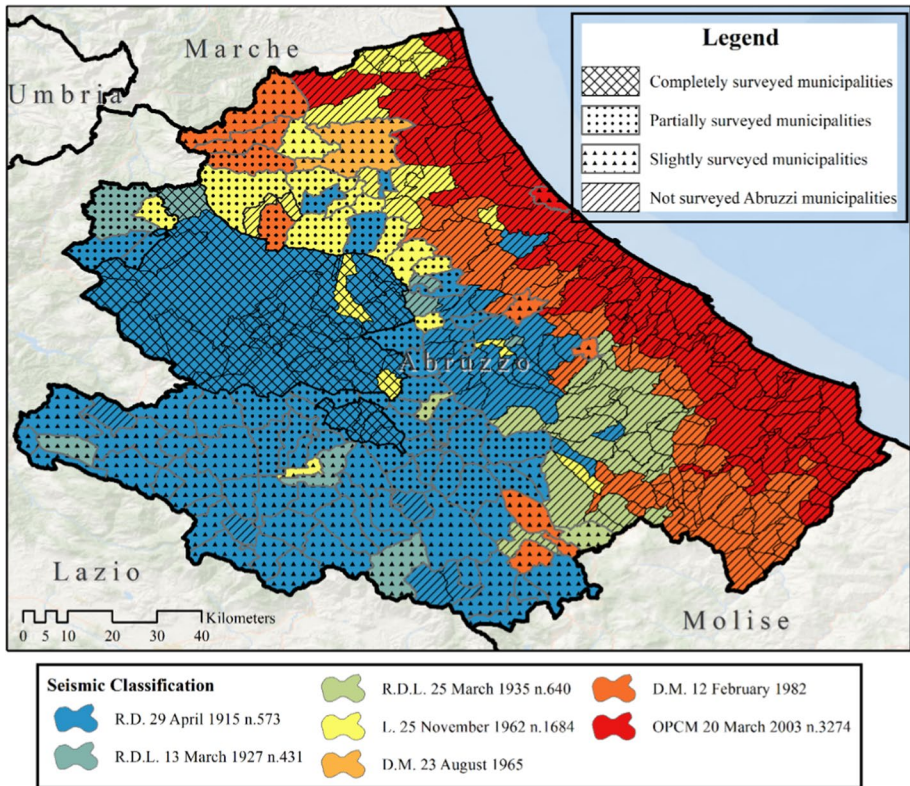 Marche
Umbria
Abruzzo
Lazio
Molise
Legend
Completely surveyed municipalities
Partially surveyed municipalities
Slightly surveyed municipalities
Not surveyed Abruzzi municipalities
Kilometers
0 5 10 20 30 40
Seismic Classification
R.D. 29 April 1915 n.573
R.D.L. 13 March 1927 n.431
R.D.L. 25 March 1935 n.640
L. 25 November 1962 n.1684
D.M. 23 August 1965
D.M. 12 February 1982
OPCM 20 March 2003 n.3274